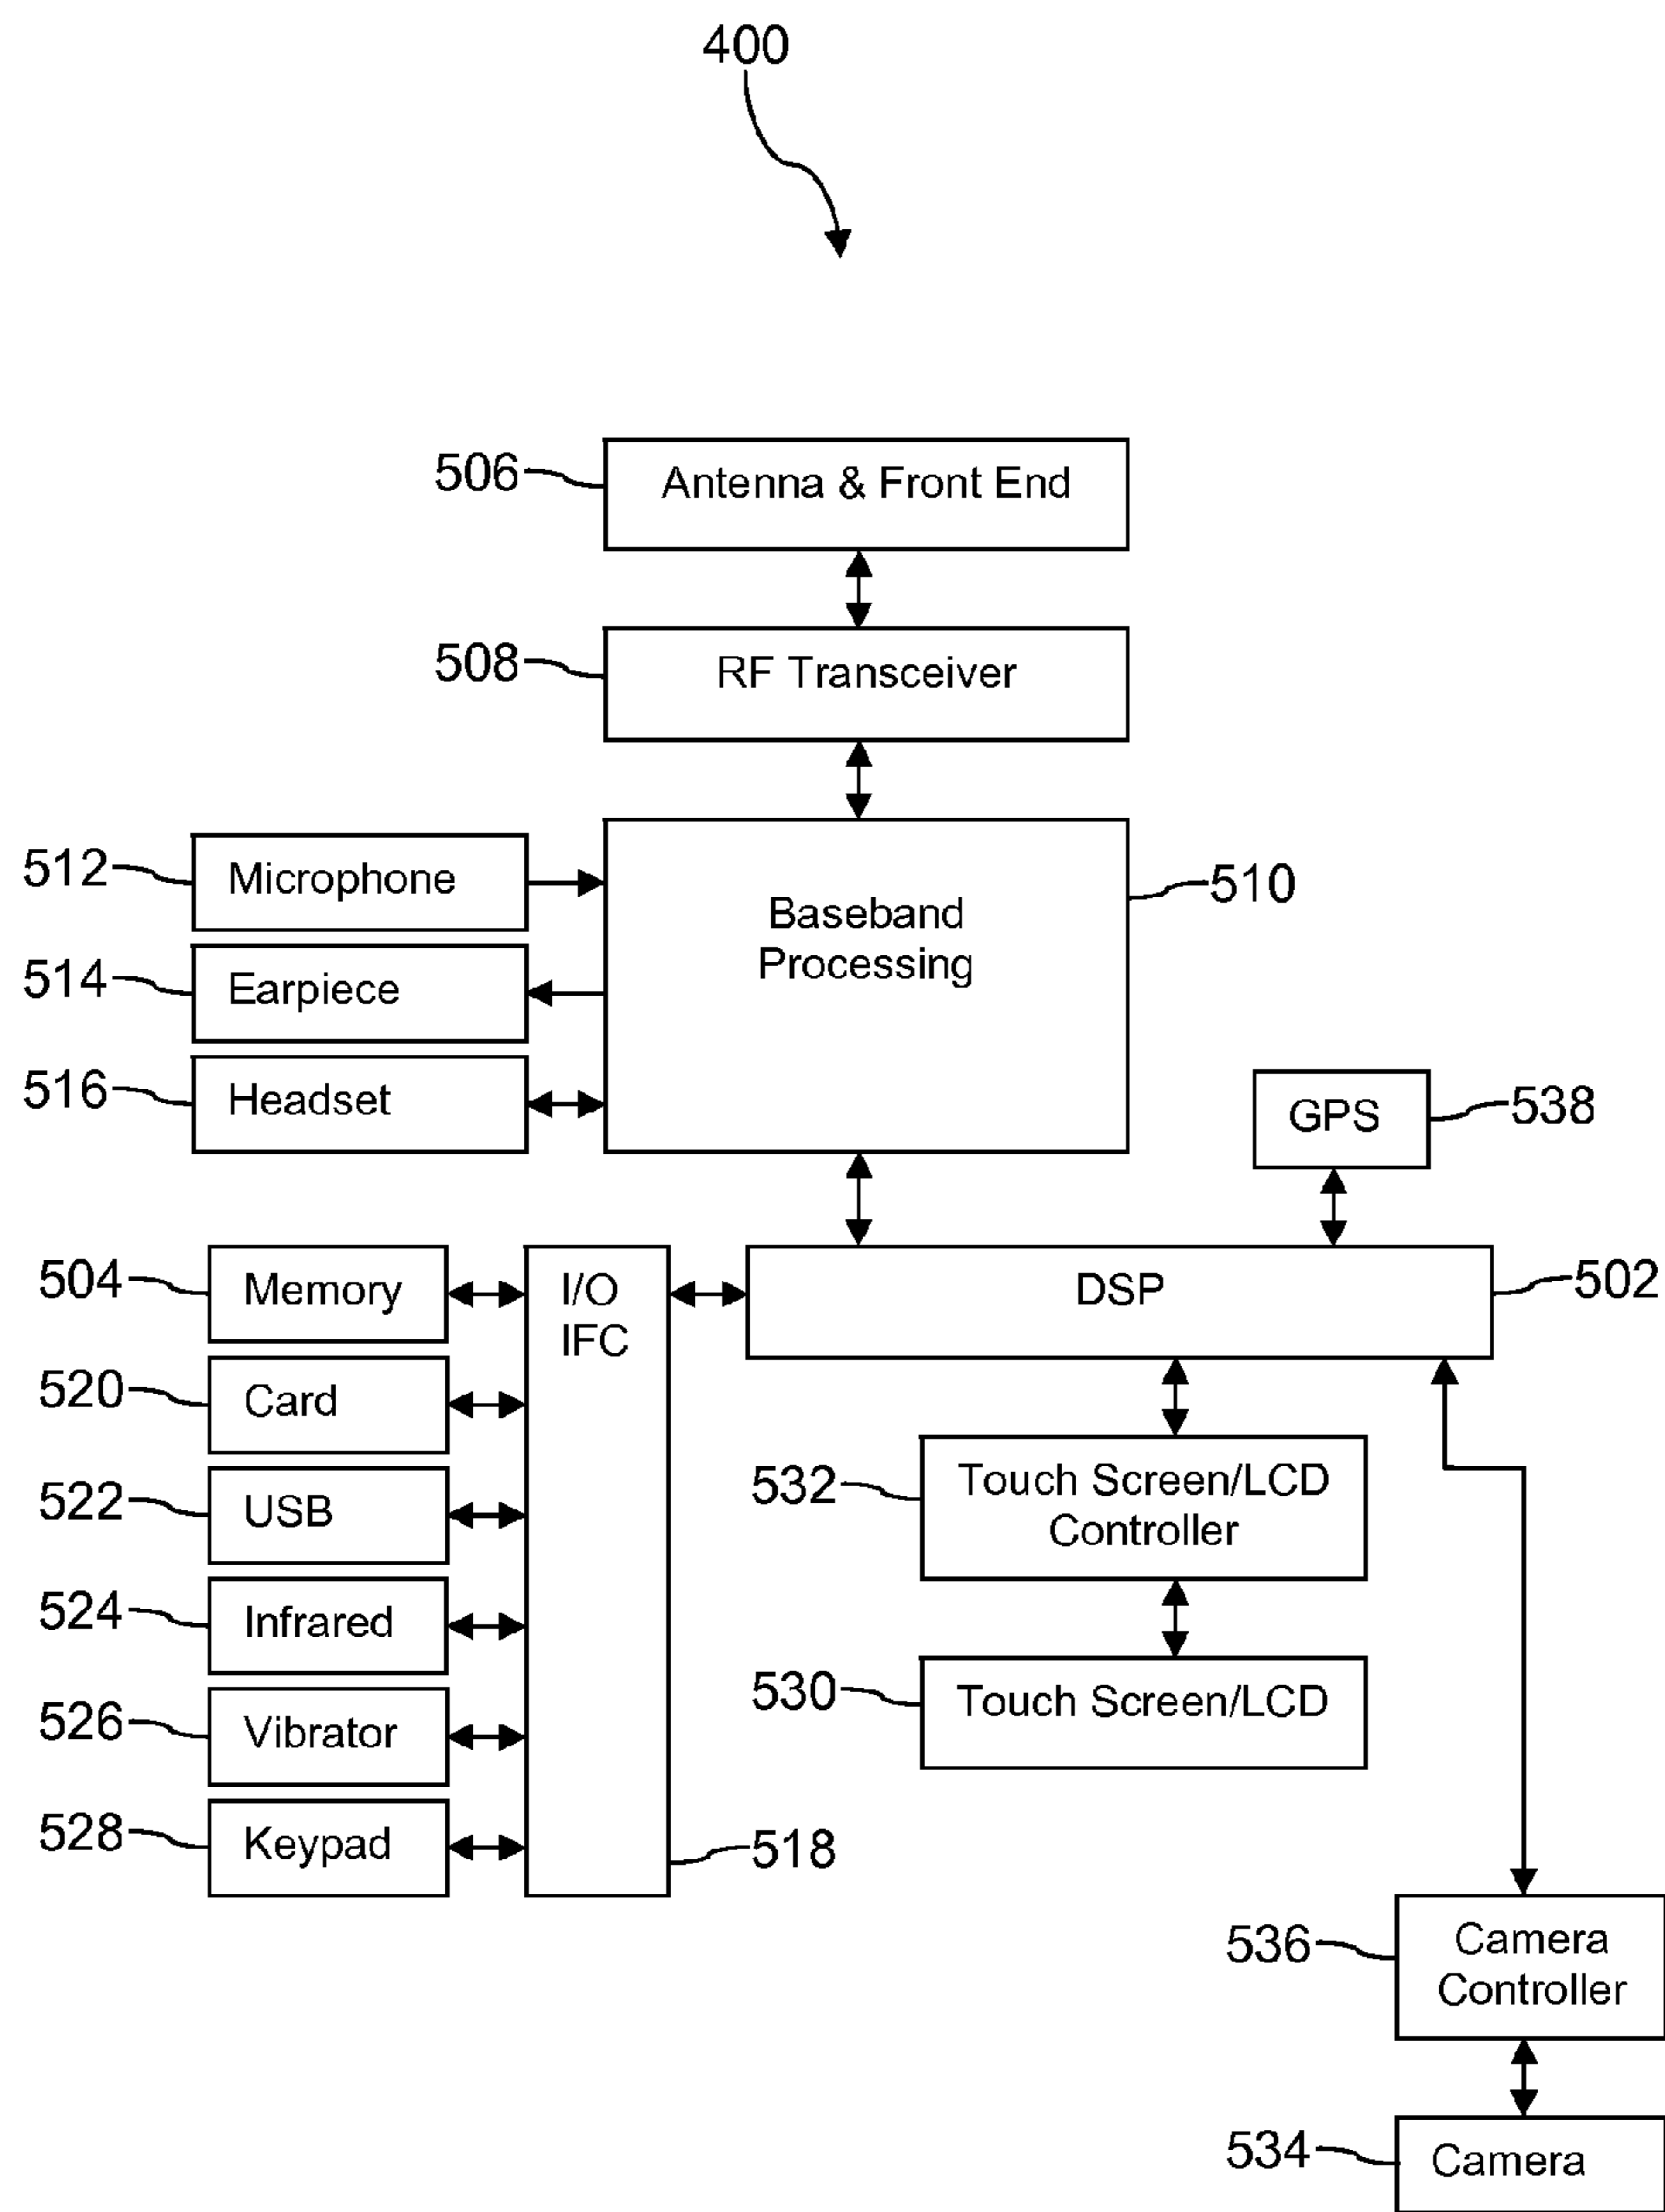 400
506
Antenna & Front End
508
RF Transceiver
512
Microphone
Baseband
Processing
510
514
Earpiece
516
Headset
GPS
538
504
Memory
I/O
IFC
DSP
502
520
Card
522
USB
532
Touch Screen/LCD
Controller
524
Infrared
530
Touch Screen/LCD
526
Vibrator
528
Keypad
518
536
Camera
Controller
534
Camera